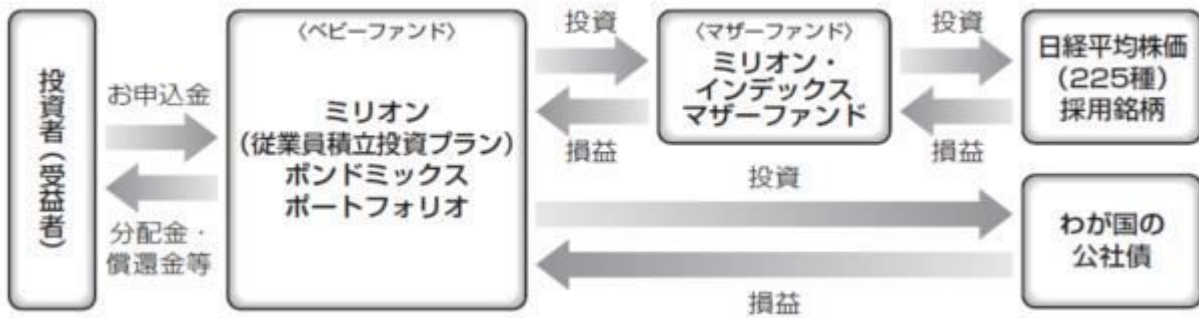 投資者（受益者）
お申込金
分配金・
償還金等
〈ベビーファンド〉
ミリオン
（従業員積立投資プラン）
ボンドミックス
ポートフォリオ
投資
損益
〈マザーファンド〉
ミリオン・
インデックス
マザーファンド
投資
損益
日経平均株価
（225種）
採用銘柄
投資
損益
わが国の
公社債